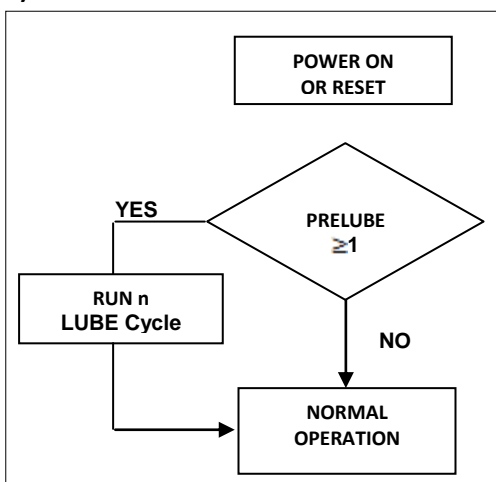 POWER ON
OR RESET
YES
PRELUBE
≥1
RUN n
LUBE Cycle
NO
NORMAL
OPERATION